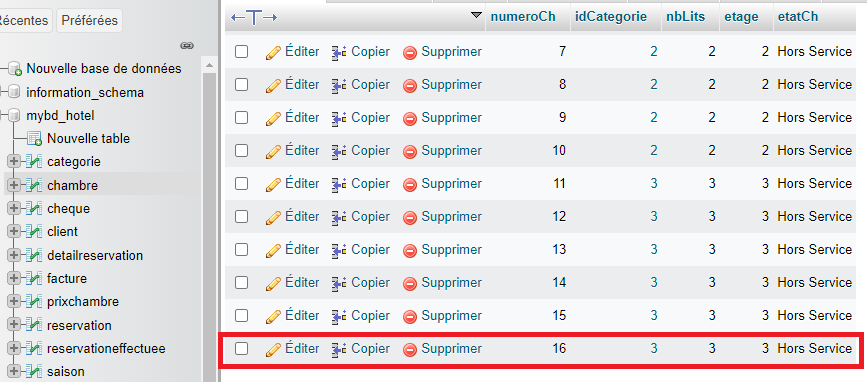 écentes Préférées
Nouvelle base de données
information_schema
mybd_hotel
Nouvelle table
categorie
chambre
cheque
client
detailreservation
facture
prixchambre
reservation
reservationeffectuee
saison
numeroCh idCategorie nbLits etage etatCh
Éditer Copier Supprimer 7 2 2 2 Hors Service
Éditer Copier Supprimer 8 2 2 2 Hors Service
Éditer Copier Supprimer 9 2 2 2 Hors Service
Éditer Copier Supprimer 10 2 2 2 Hors Service
Éditer Copier Supprimer 11 3 3 3 Hors Service
Éditer Copier Supprimer 12 3 3 3 Hors Service
Éditer Copier Supprimer 13 3 3 3 Hors Service
Éditer Copier Supprimer 14 3 3 3 Hors Service
Éditer Copier Supprimer 15 3 3 3 Hors Service
Éditer Copier Supprimer 16 3 3 3 Hors Service